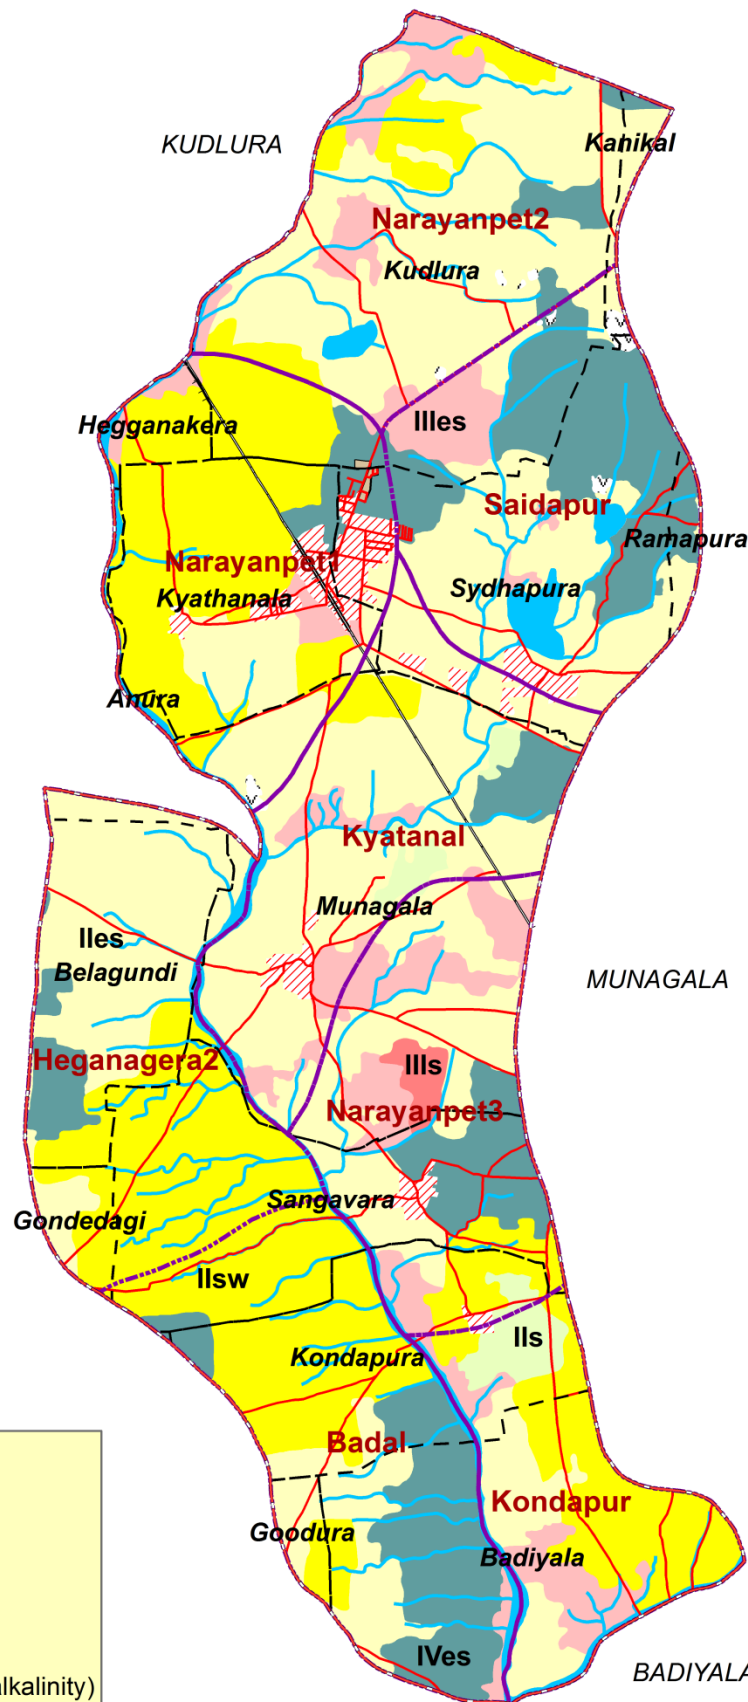 KUDLURA
Kanikal
Narayanpet2
Kudlura
Hegganakera
IIIes
Saidapur
Ramapura
Narayanpet1
Kyathanala
Sydhapura
Anura
Kyatanal
Munagala
IIes
Belagundi
MUNAGALA
Heganagera2
IIIs
Narayanpet3
Sangavara
Gondedagi
IIsw
IIs
Kondapura
Badal
Kondapur
Goodura
Badiyala
IVes
BADIYALA
lkalinity)